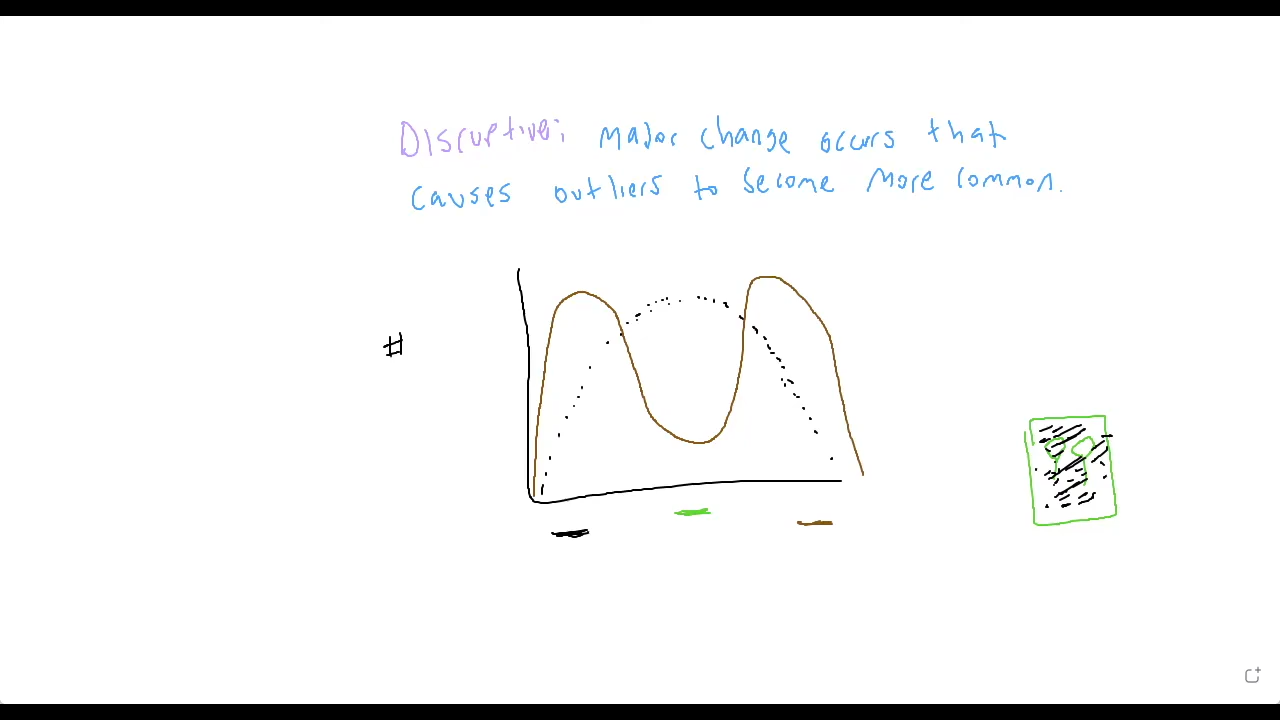 Disruptive: Major change occurs that
causes outliers to become more common.
#